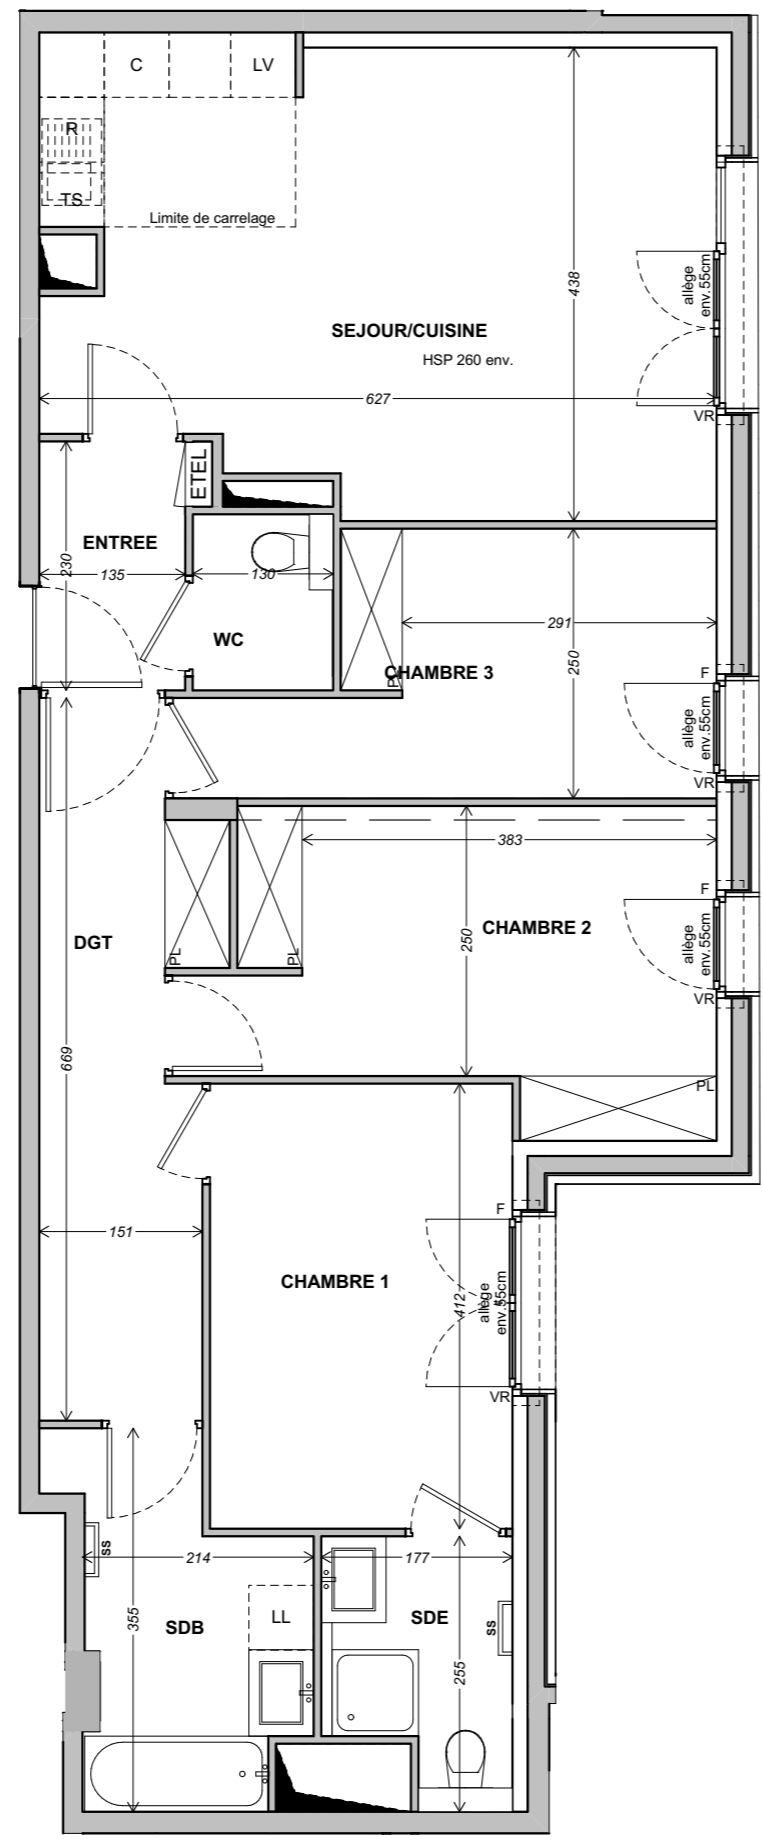 C
LV
R
TS
Limite de carrelage
438
allège
env.55cm
SEJOUR/CUISINE
HSP 260 env.
627
VR
ETEL
ENTREE
230
135
130
WC
291
PL
CHAMBRE 3
250
F
allège
env.55cm
VR
383
F
CHAMBRE 2
DGT
250
allège
env.55cm
PL
PL
VR
669
PL
151
F
CHAMBRE 1
412
allège
env.55cm
VR
ss
214
177
LL
SDE
SDB
355
ss
255